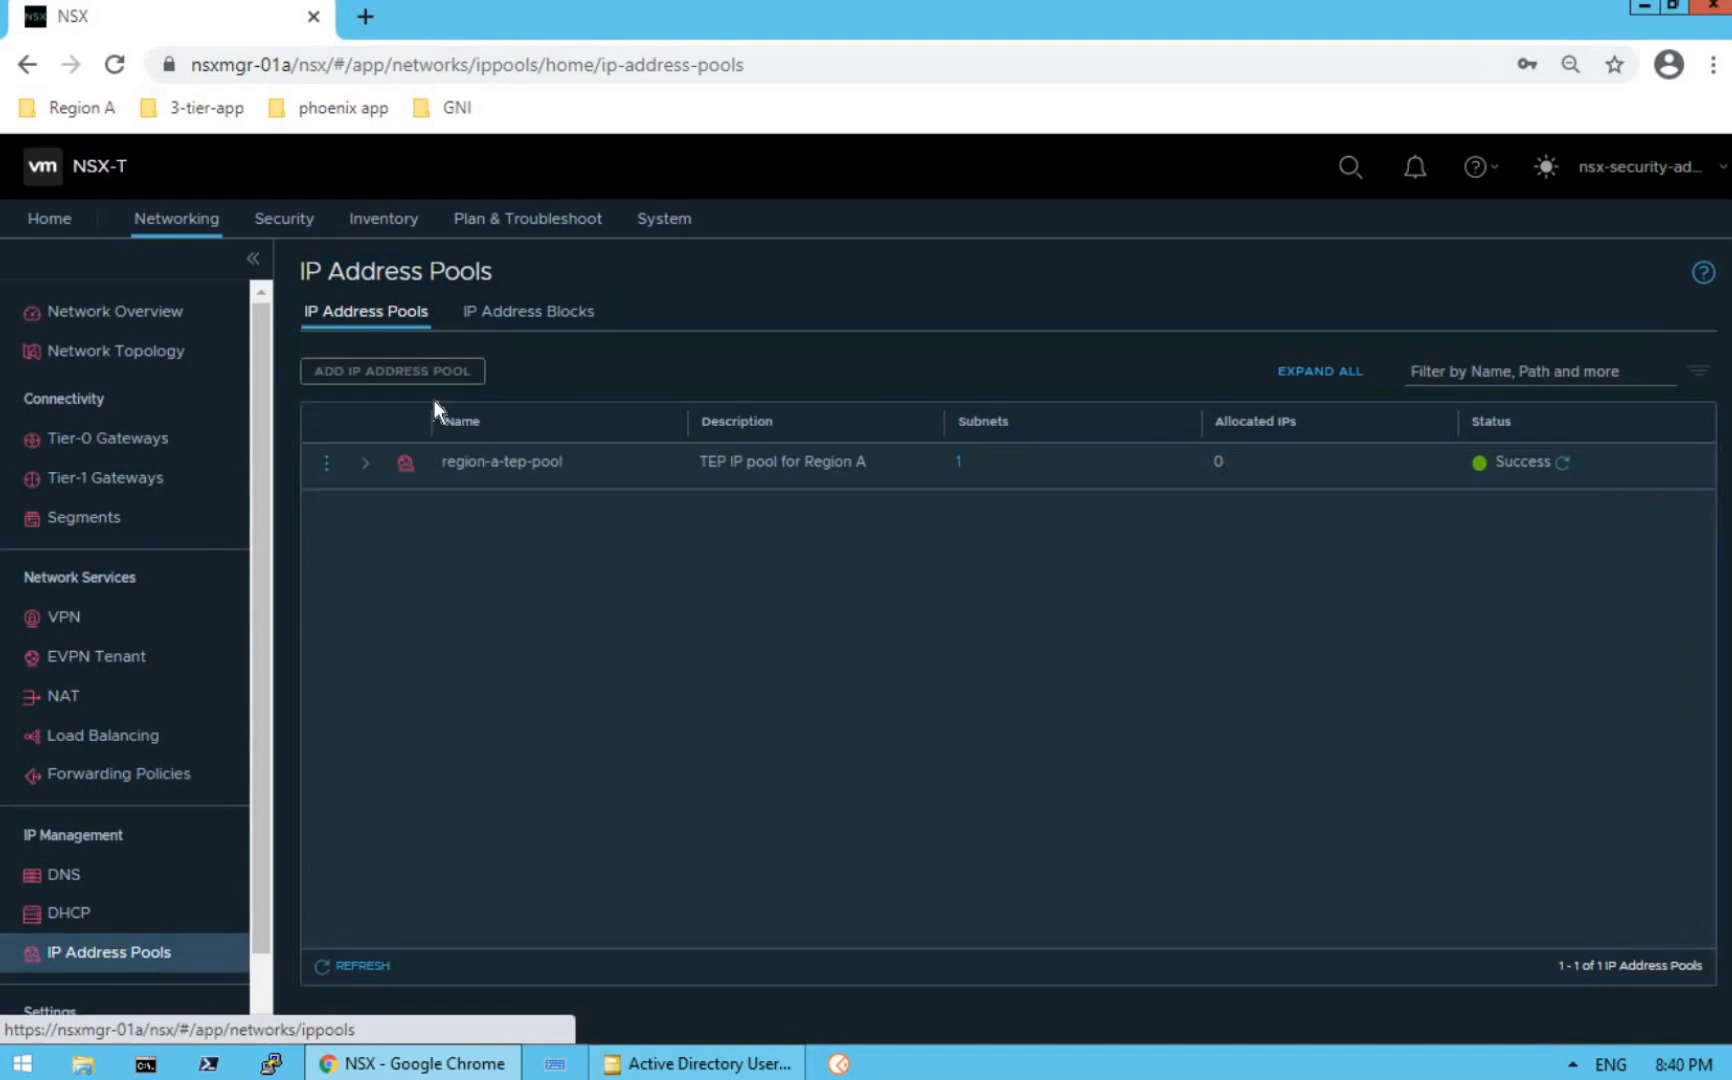 NSX
nsxmgr-01a/nsx/#/app/networks/ippools/home/ip-address-pools
Region A 3-tier-app phoenix app GNI
vm NSX-T nsx-security-ad...
Home Networking Security Inventory Plan & Troubleshoot System
Network Overview
Network Topology
Connectivity
Tier-0 Gateways
Tier-1 Gateways
Segments
Network Services
VPN
EVPN Tenant
NAT
Load Balancing
Forwarding Policies
IP Management
DNS
DHCP
IP Address Pools
Settings
IP Address Pools
IP Address Pools IP Address Blocks
ADD IP ADDRESS POOL EXPAND ALL Filter by Name, Path and more
Name Description Subnets Allocated IPs Status
region-a-tep-pool TEP IP pool for Region A 1 0 Success
REFRESH 1 - 1 of 1 IP Address Pools
https://nsxmgr-01a/nsx/#/app/networks/ippools
NSX - Google Chrome Active Directory User... ENG 8:40 PM